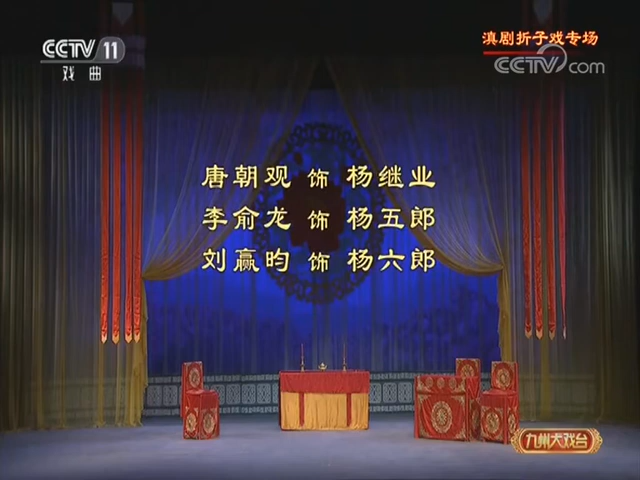 CCTV 11
戏曲
滇剧折子戏专场
CCTV.com
唐朝观 饰 杨继业
李俞龙 饰 杨五郎
刘赢昀 饰 杨六郎
九州大戏台